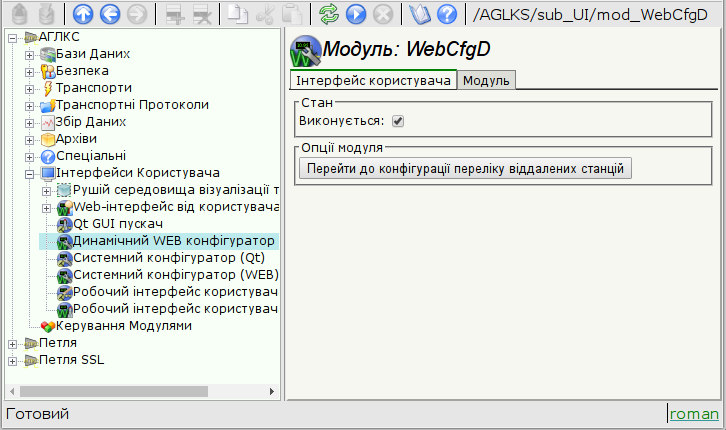 /AGLKS/sub_UI/mod_WebCfgD
АГЛКС
Бази Даних
Безпека
Транспорти
Транспортні Протоколи
Збір Даних
Архіви
Спеціальні
Інтерфейси Користувача
Рушій середовища візуалізації т
Web-інтерфейс від користувача
Qt GUI пускач
Динамічний WEB конфігуратор
Системний конфігуратор (Qt)
Системний конфігуратор (WEB)
Робочий інтерфейс користувач
Робочий інтерфейс користувач
Керування Модулями
Петля
Петля SSL
Модуль: WebCfgD
Інтерфейс користувача Модуль
Стан
Виконується:
Опції модуля
Перейти до конфігурації переліку віддалених станцій
Готовий
roman